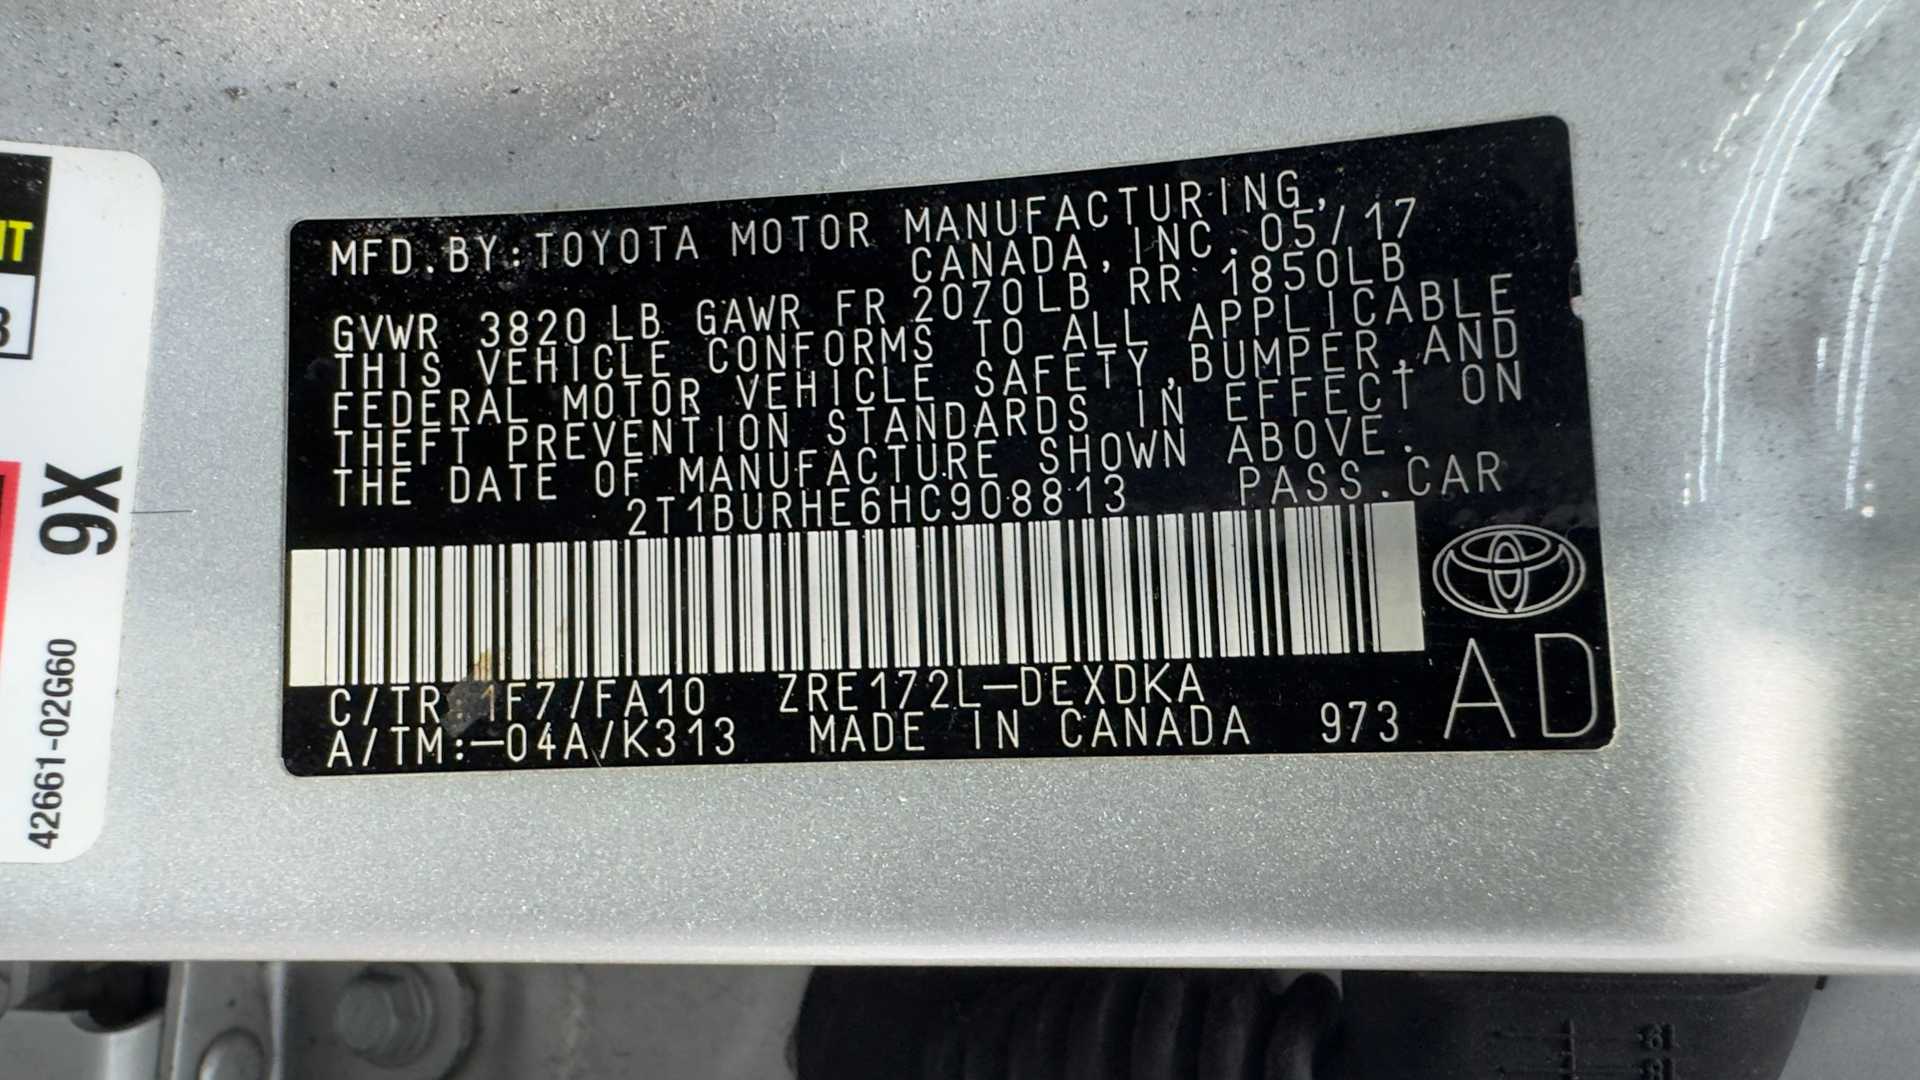 MFD.BY:TOYOTA MOTOR MANUFACTURING,
CANADA,INC. 05/17
GVWR 3820LB GAWR FR 2070LB RR 1850LB
THIS VEHICLE CONFORMS TO ALL APPLICABLE
FEDERAL MOTOR VEHICLE SAFETY,BUMPER,AND
THEFT PREVENTION STANDARDS IN EFFECT ON
THE DATE OF MANUFACTURE SHOWN ABOVE.
2T1BURHE6HC908813 PASS.CAR
C/TR:1F7/FA10 ZRE172L-DEXDKA
A/TM:-04A/K313 MADE IN CANADA 973
AD
9X
42661-02G60